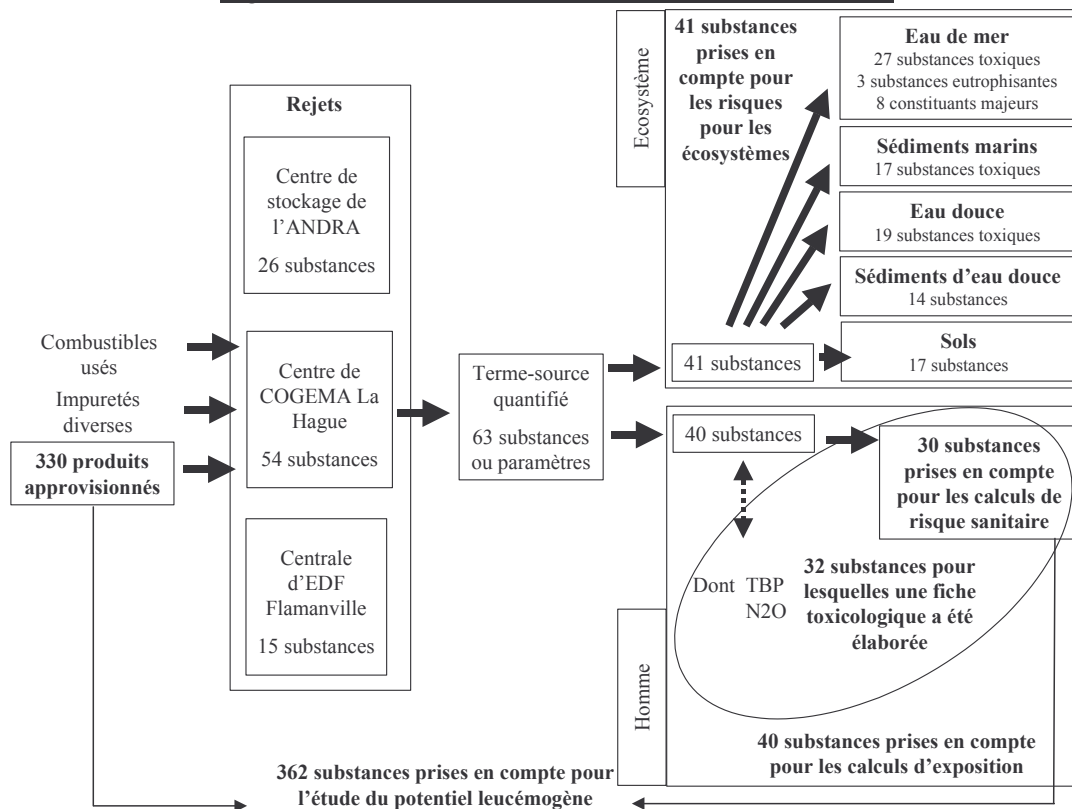 Combustibles
usés
Impuretés
diverses
330 produits
approvisionnés
Rejets
Centre de
stockage de
l'ANDRA
26 substances
Centre de
COGEMA La
Hague
54 substances
Centrale
d'EDF
Flamanville
15 substances
Terme-source
quantifié
63 substances
ou paramètres
Ecosystème
41 substances
prises en
compte pour
les risques
pour les
écosystèmes
41 substances
Eau de mer
27 substances toxiques
3 substances eutrophisantes
8 constituants majeurs
Sédiments marins
17 substances toxiques
Eau douce
19 substances toxiques
Sédiments d'eau douce
14 substances
Sols
17 substances
Homme
40 substances
30 substances
prises en compte
pour les calculs de
risque sanitaire
Dont TBP
N2O
32 substances pour
lesquelles une fiche
toxicologique a été
élaborée
40 substances prises en compte
pour les calculs d'exposition
362 substances prises en compte pour
l'étude du potentiel leucémogène